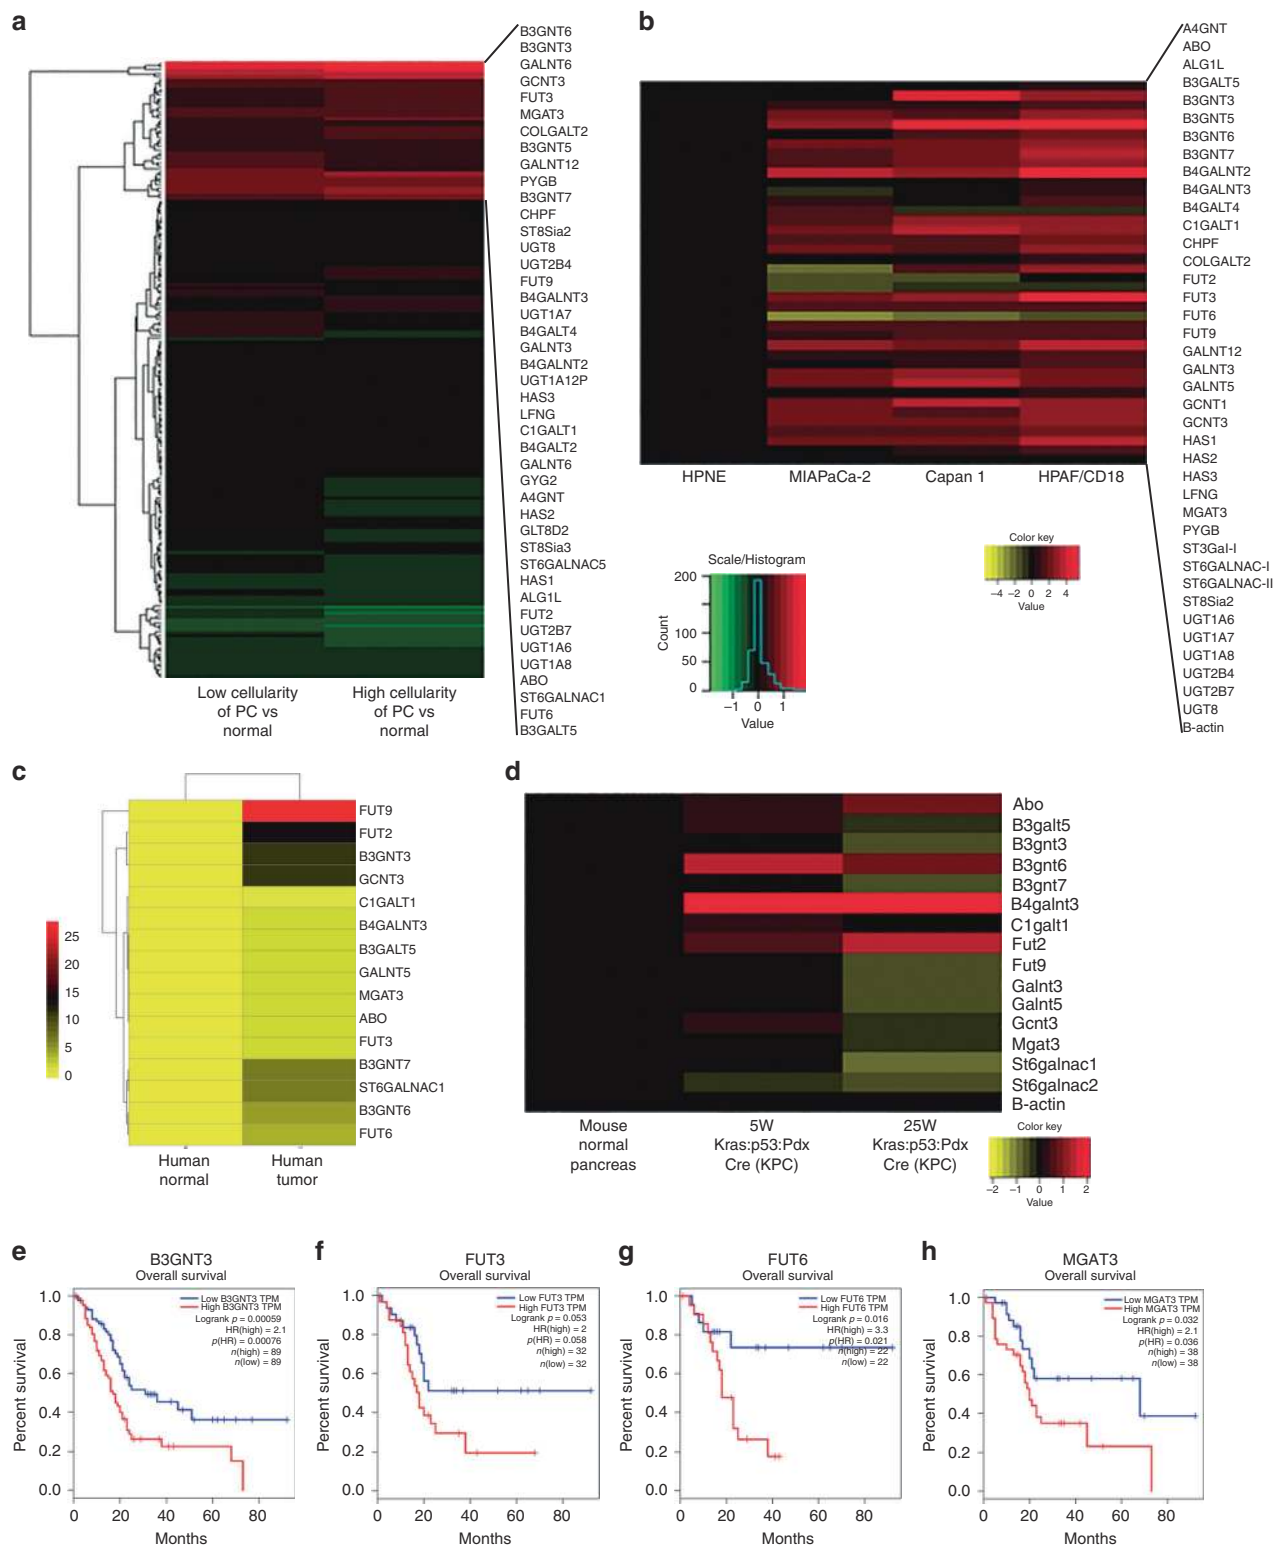 a
B3GNT6
B3GNT3
GALNT6
GCNT3
FUT3
MGAT3
COLGALT2
B3GNT5
GALNT12
PYGB
B3GNT7
CHPF
ST8Sia2
UGT8
UGT2B4
FUT9
B4GALNT3
UGT1A7
B4GALT4
GALNT3
B4GALNT2
UGT1A12P
HAS3
LFNG
C1GALT1
B4GALT2
GALNT6
GYG2
A4GNT
HAS2
GLT8D2
ST8Sia3
ST6GALNAC5
HAS1
ALG1L
FUT2
UGT2B7
UGT1A6
UGT1A8
ABO
ST6GALNAC1
FUT6
B3GALT5
Low cellularity
of PC vs
normal
High cellularity
of PC vs
normal
b
A4GNT
ABO
ALG1L
B3GALT5
B3GNT3
B3GNT5
B3GNT6
B3GNT7
B4GALNT2
B4GALNT3
B4GALT4
C1GALT1
CHPF
COLGALT2
FUT2
FUT3
FUT6
FUT9
GALNT12
GALNT3
GALNT5
GCNT1
GCNT3
HAS1
HAS2
HAS3
LFNG
MGAT3
PYGB
ST3Gal-I
ST6GALNAC-I
ST6GALNAC-II
ST8Sia2
UGT1A6
UGT1A7
UGT1A8
UGT2B4
UGT2B7
UGT8
B-actin
HPNE MIAPaCa-2 Capan 1 HPAF/CD18
Color key
−4 −2 0 2 4
Value
Scale/Histogram
200
100
50
0
Count
−1 0 1
Value
c
FUT9
FUT2
B3GNT3
GCNT3
C1GALT1
B4GALNT3
B3GALT5
GALNT5
MGAT3
ABO
FUT3
B3GNT7
ST6GALNAC1
B3GNT6
FUT6
25
20
15
10
5
0
Human
normal
Human
tumor
d
Abo
B3galt5
B3gnt3
B3gnt6
B3gnt7
B4galnt3
C1galt1
Fut2
Fut9
Galnt3
Galnt5
Gcnt3
Mgat3
St6galnac1
St6galnac2
B-actin
Mouse
normal
pancreas
5W
Kras:p53:Pdx
Cre (KPC)
25W
Kras:p53:Pdx
Cre (KPC)
Color key
−2 −1 0 1 2
Value
e
B3GNT3
Overall survival
Low B3GNT3 TPM
High B3GNT3 TPM
Logrank p = 0.00059
HR(high) = 2.1
p(HR) = 0.00076
n(high) = 89
n(low) = 89
Percent survival
1.0
0.8
0.6
0.4
0.2
0.0
0 20 40 60 80
Months
f
FUT3
Overall survival
Low FUT3 TPM
High FUT3 TPM
Logrank p = 0.053
HR(high) = 2
p(HR) = 0.058
n(high) = 32
n(low) = 32
Percent survival
1.0
0.8
0.6
0.4
0.2
0.0
0 20 40 60 80
Months
g
FUT6
Overall survival
Low FUT6 TPM
High FUT6 TPM
Logrank p = 0.016
HR(high) = 3.3
p(HR) = 0.021
n(high) = 22
n(low) = 22
Percent survival
1.0
0.8
0.6
0.4
0.2
0.0
0 20 40 60 80
Months
h
MGAT3
Overall survival
Low MGAT3 TPM
High MGAT3 TPM
Logrank p = 0.032
HR(high) = 2.1
p(HR) = 0.036
n(high) = 38
n(low) = 38
Percent survival
1.0
0.8
0.6
0.4
0.2
0.0
0 20 40 60 80
Months